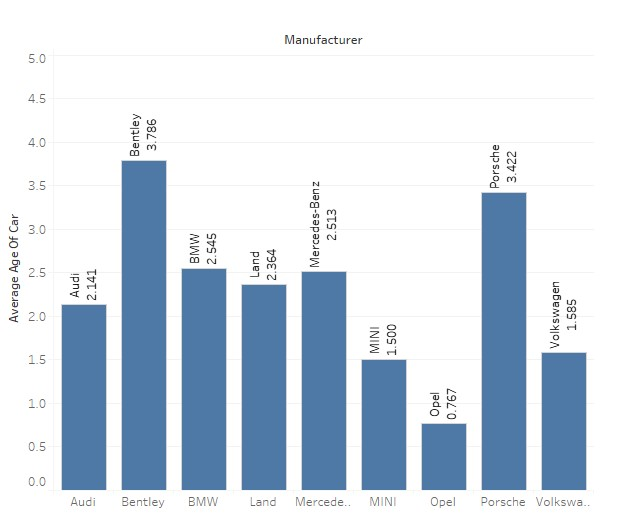 Manufacturer
Average Age Of Car
5.0
4.5
4.0
3.5
3.0
2.5
2.0
1.5
1.0
0.5
0.0
Audi
2.141
Bentley
3.786
BMW
2.545
Land
2.364
Mercedes-Benz
2.513
MINI
1.500
Opel
0.767
Porsche
3.422
Volkswagen
1.585
Audi
Bentley
BMW
Land
Mercede..
MINI
Opel
Porsche
Volkswa..